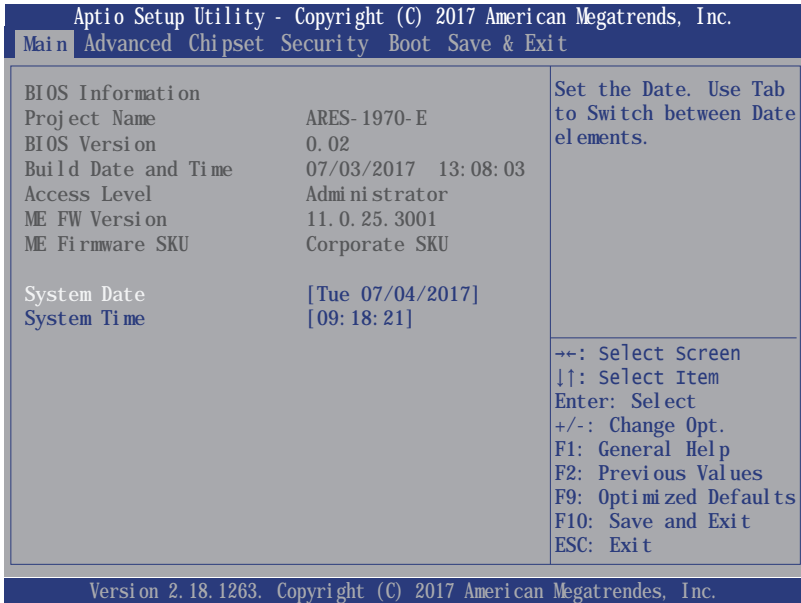 Aptio Setup Utility - Copyright (C) 2017 American Megatrends, Inc.
Main Advanced Chipset Security Boot Save & Exit
BIOS Information
Project Name ARES-1970-E
BIOS Version 0.02
Build Date and Time 07/03/2017 13:08:03
Access Level Administrator
ME FW Version 11.0.25.3001
ME Firmware SKU Corporate SKU
System Date [Tue 07/04/2017]
System Time [09:18:21]
Set the Date. Use Tab
to Switch between Date
elements.
→←: Select Screen
↓↑: Select Item
Enter: Select
+/-: Change Opt.
F1: General Help
F2: Previous Values
F9: Optimized Defaults
F10: Save and Exit
ESC: Exit
Version 2.18.1263. Copyright (C) 2017 American Megatrendes, Inc.